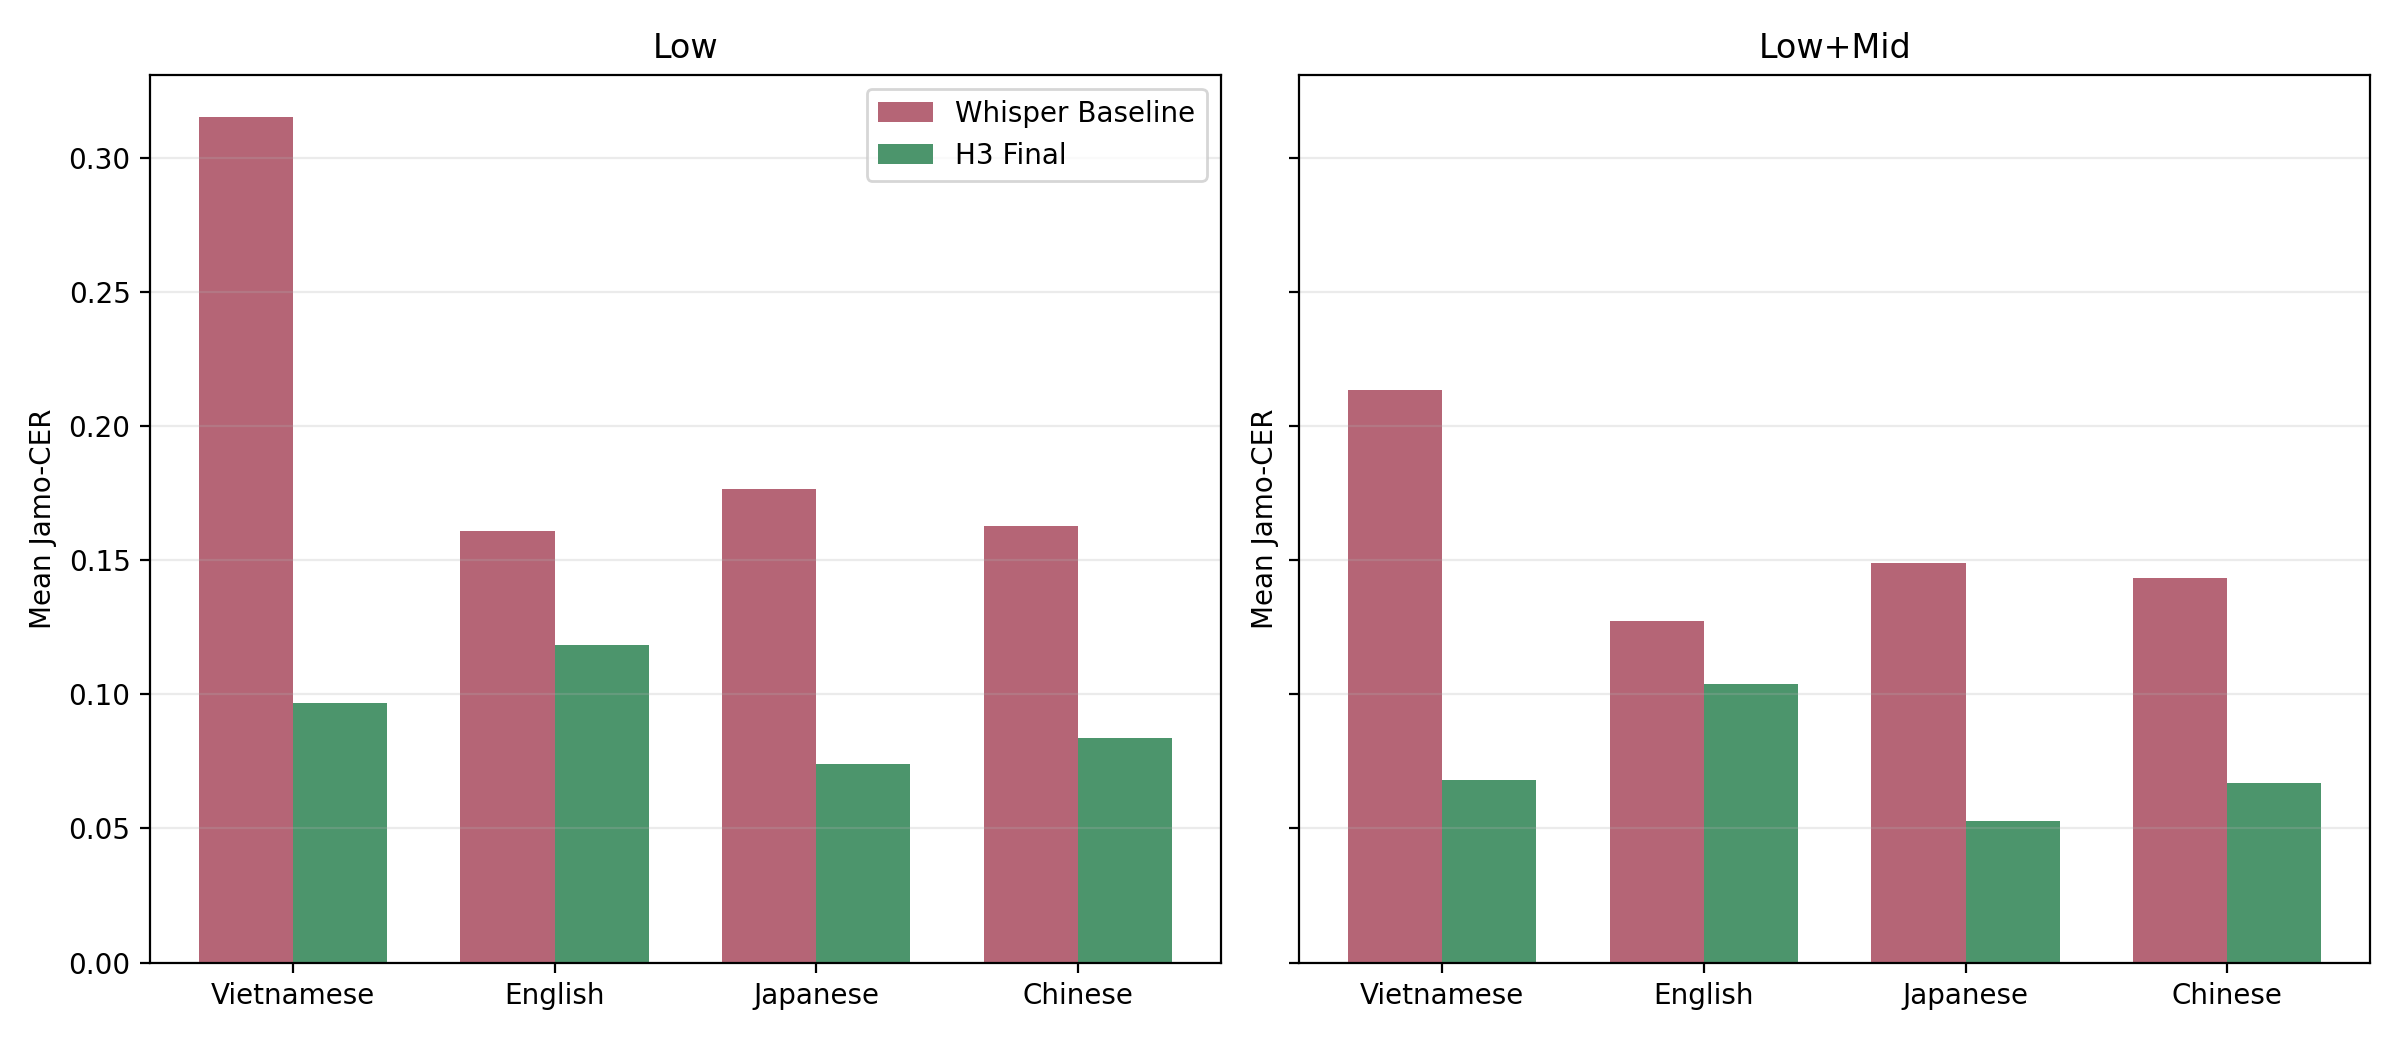 Low
Whisper Baseline
H3 Final
Mean Jamo-CER
0.30
0.25
0.20
0.15
0.10
0.05
0.00
Vietnamese
English
Japanese
Chinese
Low+Mid
Mean Jamo-CER
Vietnamese
English
Japanese
Chinese